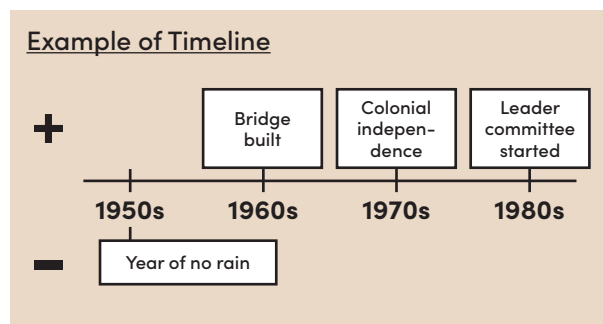 Example of Timeline
+
Bridge
built
Colonial
indepen-
dence
Leader
committee
started
1950s 1960s 1970s 1980s
Year of no rain
–